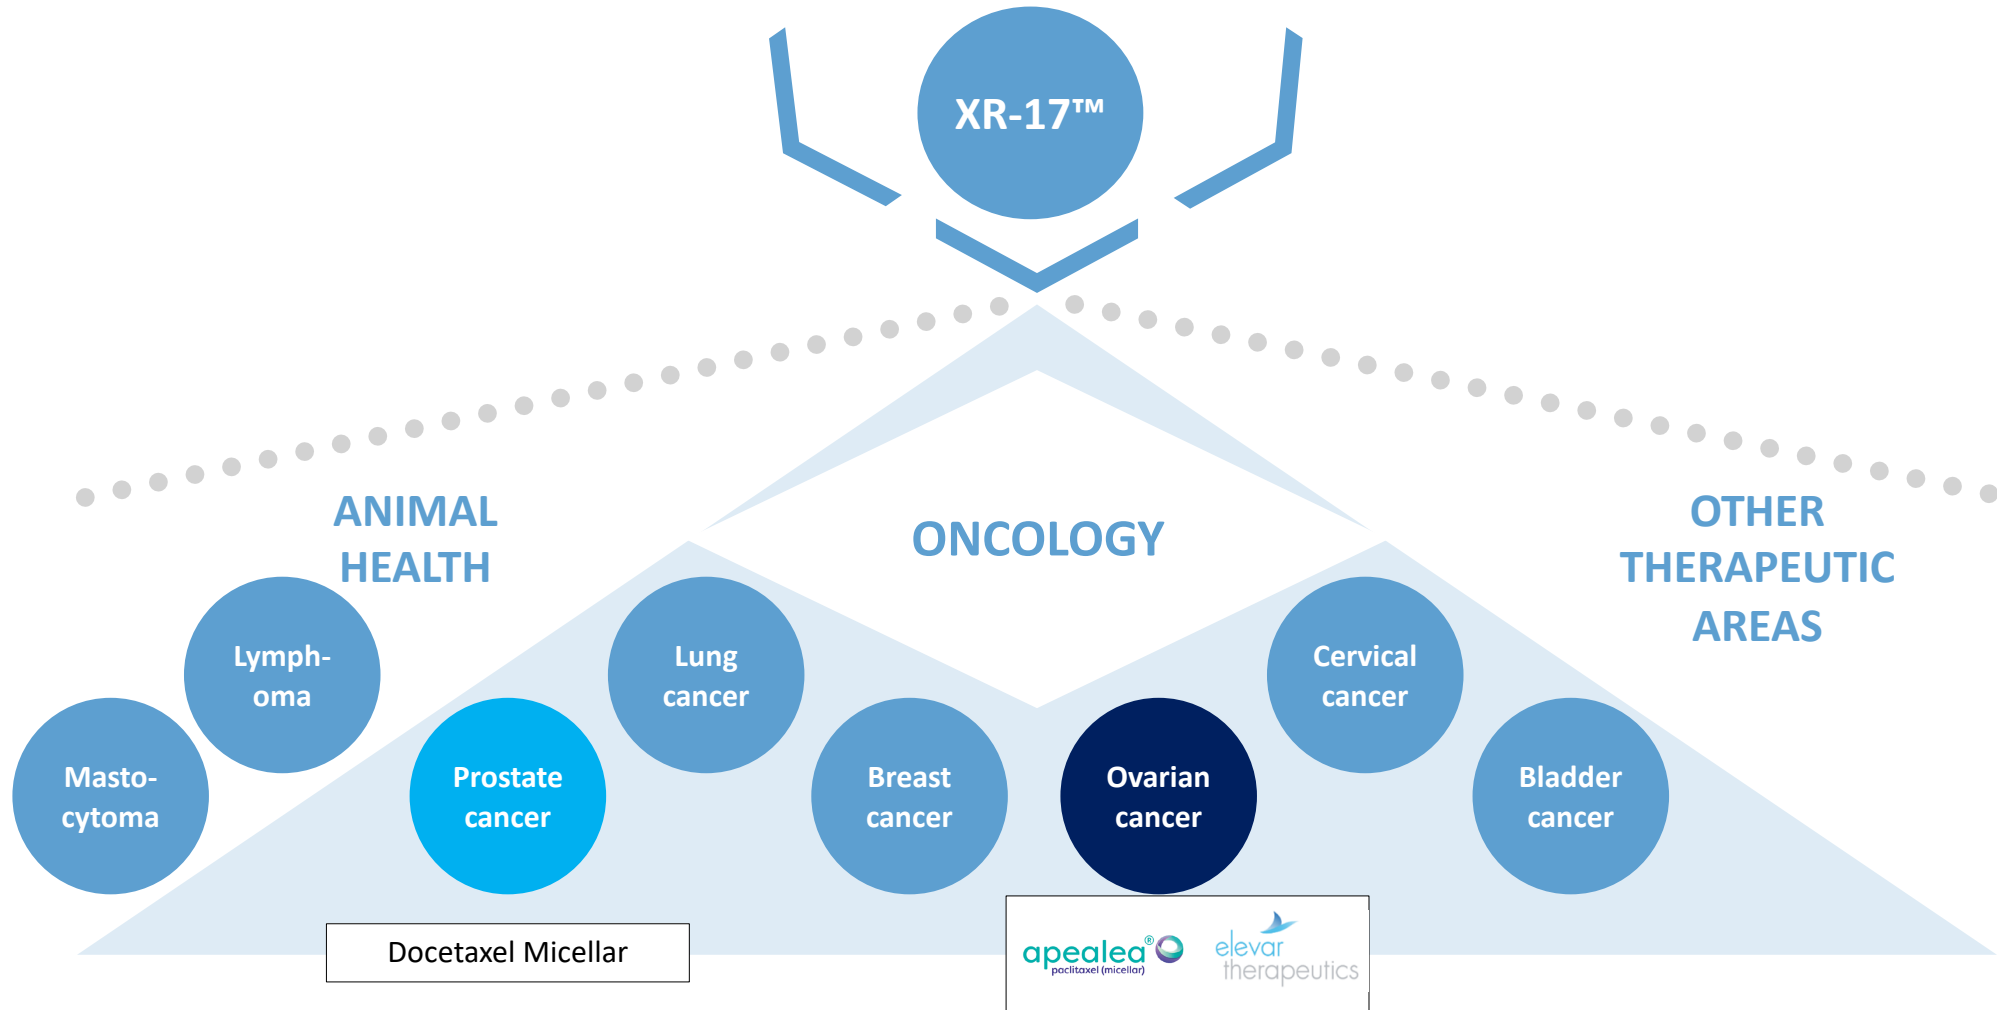 XR-17™
ANIMAL
HEALTH
ONCOLOGY
OTHER
THERAPEUTIC
AREAS
Lymph-
oma
Lung
cancer
Cervical
cancer
Masto-
cytoma
Prostate
cancer
Breast
cancer
Ovarian
cancer
Bladder
cancer
Docetaxel Micellar
apealea®
paclitaxel (micellar)
elevar
therapeutics